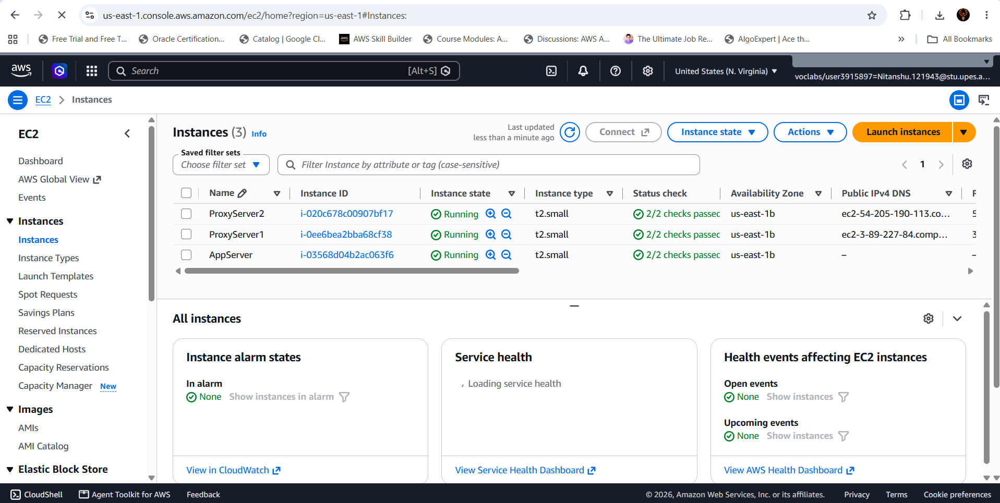 us-east-1.console.aws.amazon.com/ec2/home?region=us-east-1#Instances:
Free Trial and Free T... Oracle Certification... Catalog | Google Cl... aws AWS Skill Builder Course Modules: A... Discussions: AWS A... The Ultimate Job Re... AlgoExpert | Ace th... » All Bookmarks
aws Search [Alt+S] United States (N. Virginia) voclabs/user3915897=Nitanshu.121943@stu.upes.a...
EC2 Instances
EC2
Dashboard
AWS Global View
Events
Instances
Instances
Instance Types
Launch Templates
Spot Requests
Savings Plans
Reserved Instances
Dedicated Hosts
Capacity Reservations
Capacity Manager New
Images
AMIs
AMI Catalog
Elastic Block Store
Instances (3) Info
Last updated
less than a minute ago
Connect Instance state Actions Launch instances
Saved filter sets
Choose filter set Filter Instance by attribute or tag (case-sensitive) 1
Name Instance ID Instance state Instance type Status check Availability Zone Public IPv4 DNS P
ProxyServer2 i-020c678c00907bf17 Running t2.small 2/2 checks passed us-east-1b ec2-54-205-190-113.co... 5
ProxyServer1 i-0ee6bea2bba68cf38 Running t2.small 2/2 checks passed us-east-1b ec2-3-89-227-84.comp... 3
AppServer i-03568d04b2ac063f6 Running t2.small 2/2 checks passed us-east-1b – –
All instances
Instance alarm states
In alarm
None Show instances in alarm
View in CloudWatch
Service health
Loading service health
View Service Health Dashboard
Health events affecting EC2 instances
Open events
None Show instances
Upcoming events
None Show instances
View AWS Health Dashboard
CloudShell Agent Toolkit for AWS Feedback © 2026, Amazon Web Services, Inc. or its affiliates. Privacy Terms Cookie preferences